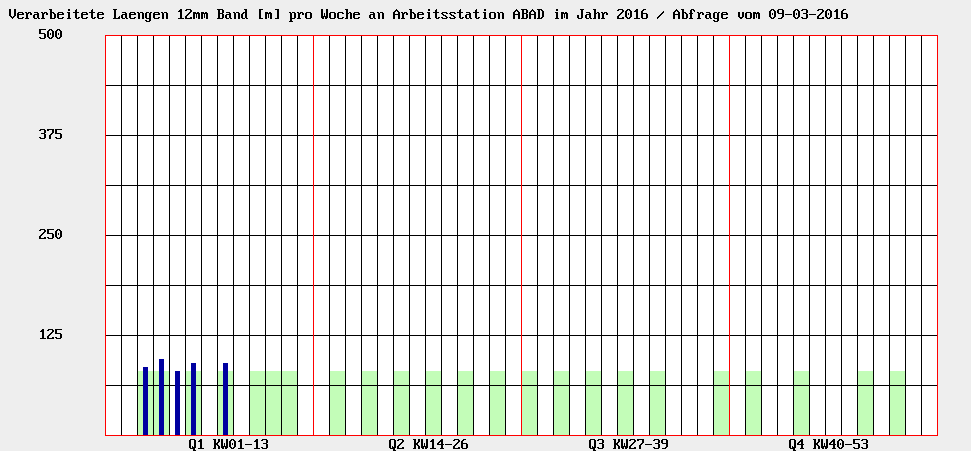 Verarbeitete Laengen 12mm Band [m] pro Woche an Arbeitsstation ABAD im Jahr 2016 / Abfrage vom 09-03-2016
500
375
250
125
Q1 KW01-13 Q2 KW14-26 Q3 KW27-39 Q4 KW40-53